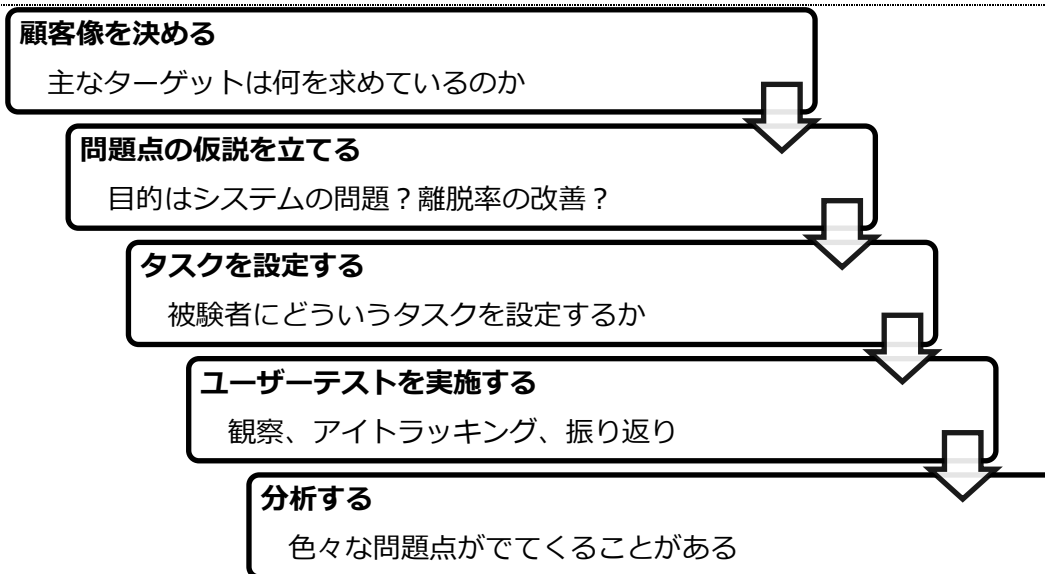 顧客像を決める
主なターゲットは何を求めているのか
問題点の仮説を立てる
目的はシステムの問題？離脱率の改善？
タスクを設定する
被験者にどういうタスクを設定するか
ユーザーテストを実施する
観察、アイトラッキング、振り返り
分析する
色々な問題点がでてくることがある